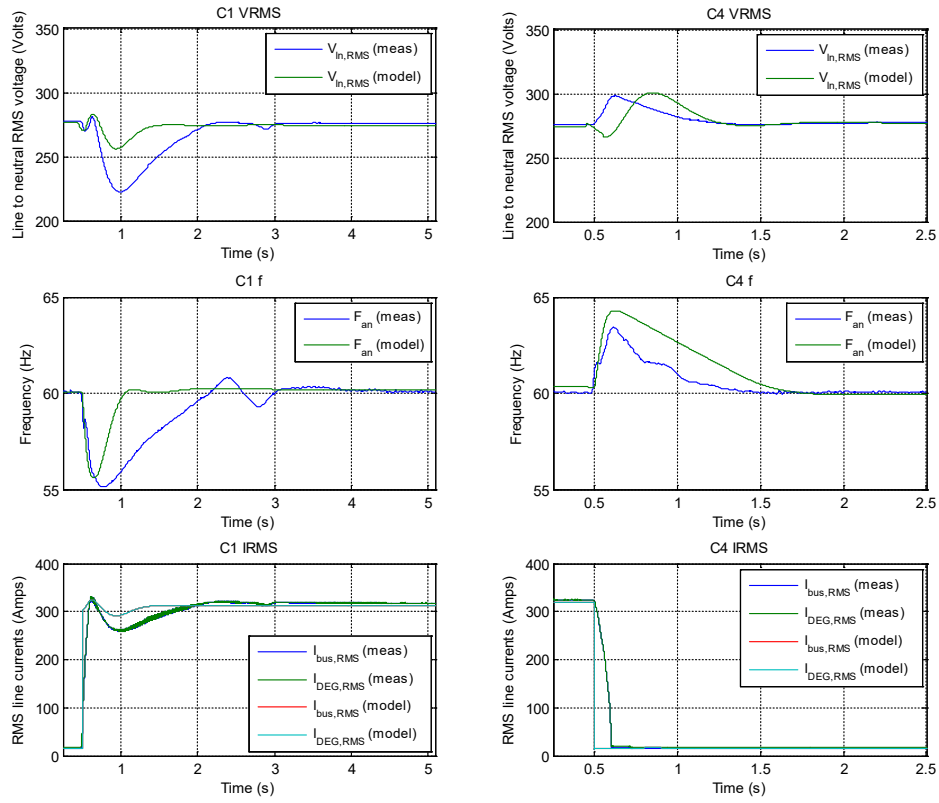 C1 VRMS
Line to neutral RMS voltage (Volts)
350
300
250
200
V_ln,RMS (meas)
V_ln,RMS (model)
1 2 3 4 5
Time (s)
C4 VRMS
Line to neutral RMS voltage (Volts)
350
300
250
200
V_ln,RMS (meas)
V_ln,RMS (model)
0.5 1 1.5 2 2.5
Time (s)
C1 f
Frequency (Hz)
65
60
55
F_an (meas)
F_an (model)
1 2 3 4 5
Time (s)
C4 f
Frequency (Hz)
65
60
55
F_an (meas)
F_an (model)
0.5 1 1.5 2 2.5
Time (s)
C1 IRMS
RMS line currents (Amps)
400
300
200
100
0
I_bus,RMS (meas)
I_DEG,RMS (meas)
I_bus,RMS (model)
I_DEG,RMS (model)
1 2 3 4 5
Time (s)
C4 IRMS
RMS line currents (Amps)
400
300
200
100
0
I_bus,RMS (meas)
I_DEG,RMS (meas)
I_bus,RMS (model)
I_DEG,RMS (model)
0.5 1 1.5 2 2.5
Time (s)